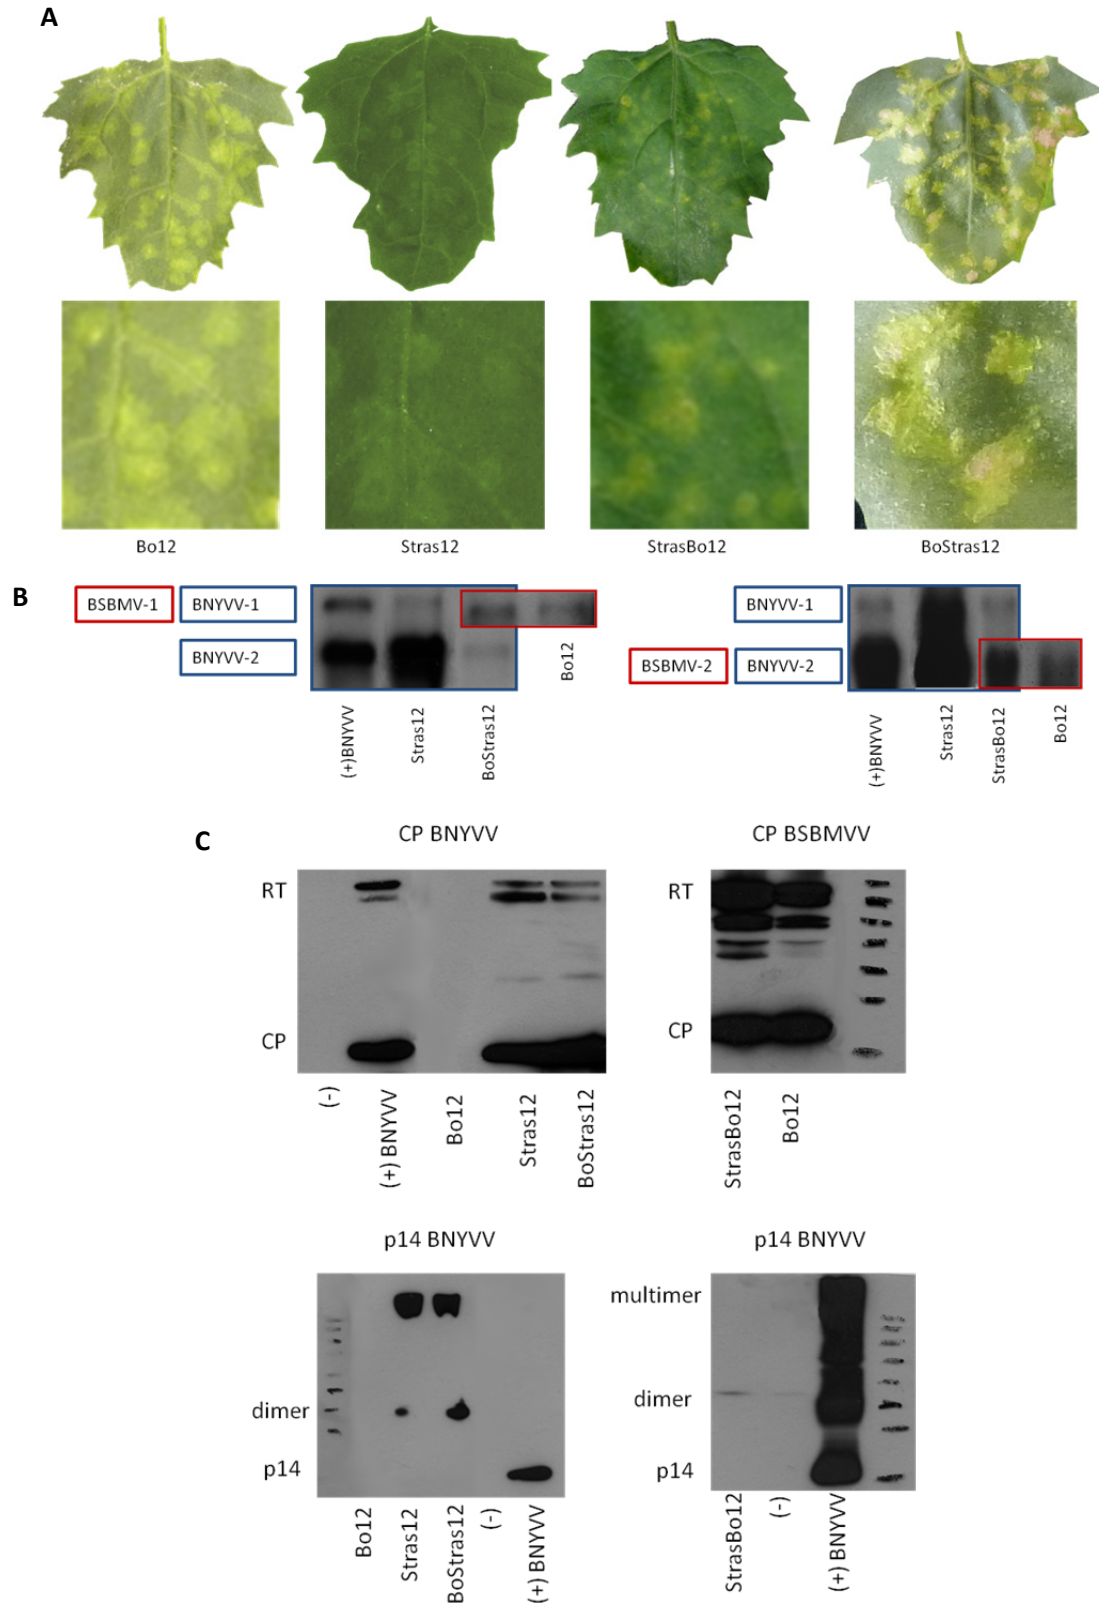 A
Bo12 Stras12 StrasBo12 BoStras12
B
BSBMV-1 BNYVV-1
BNYVV-2
(+)BNYVV Stras12 BoStras12 Bo12
BNYVV-1
BSBMV-2 BNYVV-2
(+)BNYVV Stras12 StrasBo12 Bo12
C
CP BNYVV
RT
CP
(-) (+) BNYVV Bo12 Stras12 BoStras12
CP BSBMVV
RT
CP
StrasBo12 Bo12
p14 BNYVV
dimer
p14
Bo12 Stras12 BoStras12 (-) (+) BNYVV
p14 BNYVV
multimer
dimer
p14
StrasBo12 (-) (+) BNYVV